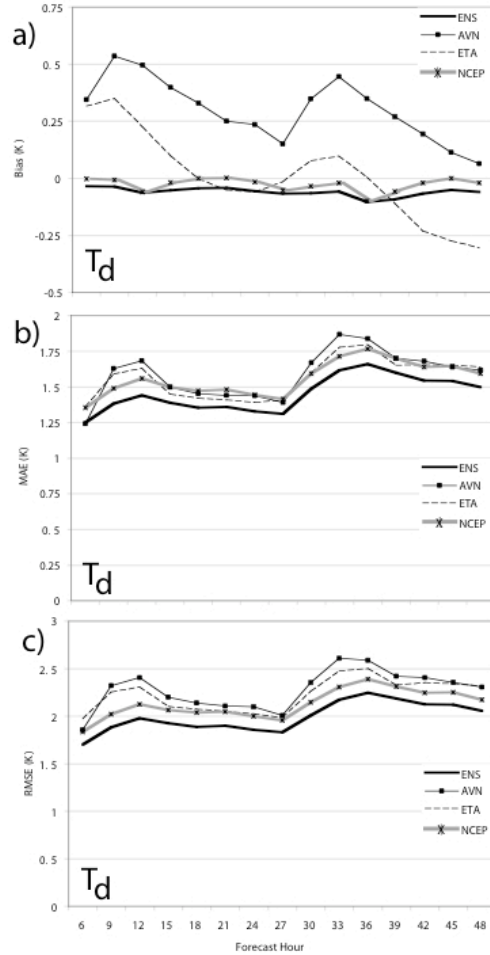 a)
0.75
0.5
0.25
0
-0.25
-0.5
Bias (K)
ENS
AVN
ETA
NCEP
Td
b)
2
1.75
1.5
1.25
1
0.75
0.5
0.25
0
MAE (K)
ENS
AVN
ETA
NCEP
Td
c)
3
2.5
2
1.5
1
0.5
0
RMSE (K)
ENS
AVN
ETA
NCEP
Td
6 9 12 15 18 21 24 27 30 33 36 39 42 45 48
Forecast Hour